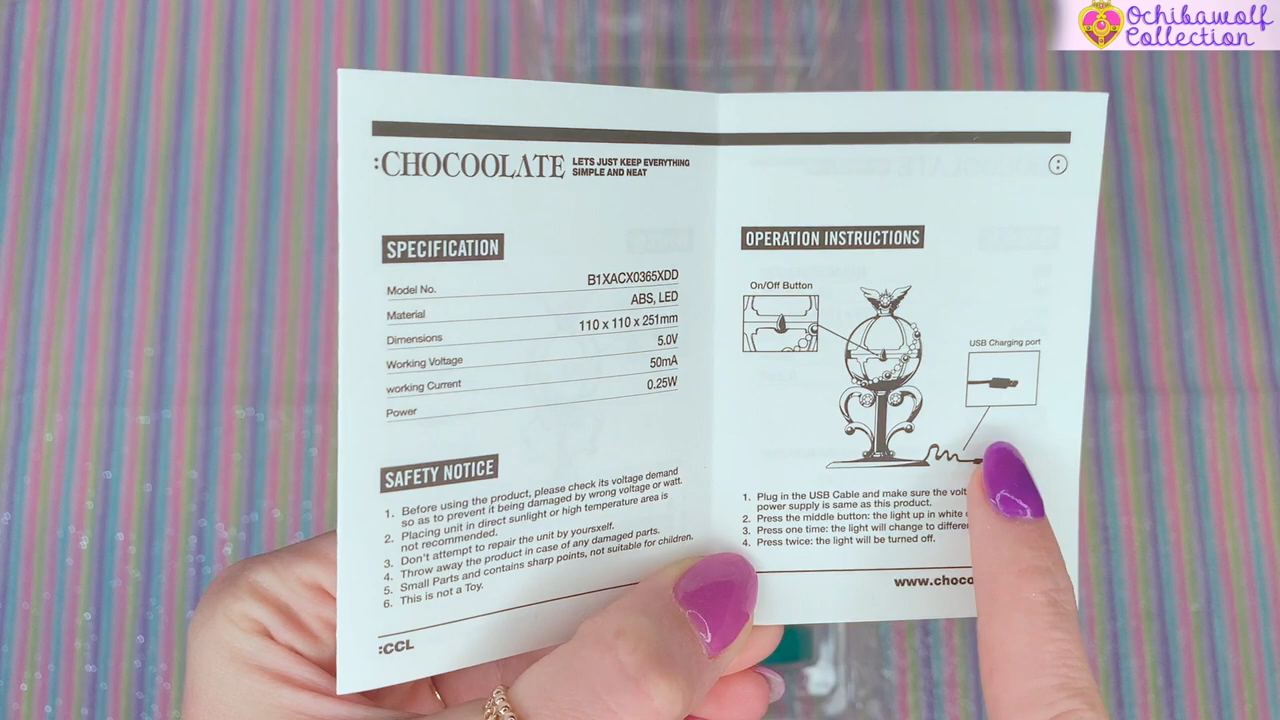 Ochibawolf
Collection
:CHOCOOLATE
LETS JUST KEEP EVERYTHING
SIMPLE AND NEAT
SPECIFICATION
Model No. B1XACX0365XDD
Material ABS, LED
Dimensions 110 x 110 x 251mm
Working Voltage 5.0V
working Current 50mA
Power 0.25W
SAFETY NOTICE
1. Before using the product, please check its voltage demand
so as to prevent it being damaged by wrong voltage or watt.
2. Placing unit in direct sunlight or high temperature area is
not recommended.
3. Don't attempt to repair the unit by yoursxelf.
4. Throw away the product in case of any damaged parts.
5. Small Parts and contains sharp points, not suitable for children.
6. This is not a Toy.
:CCL
OPERATION INSTRUCTIONS
On/Off Button
USB Charging port
1. Plug in the USB Cable and make sure the
power supply is same as this product.
2. Press the middle button: the light up in white
3. Press one time: the light will change to
4. Press twice: the light will be turned off.